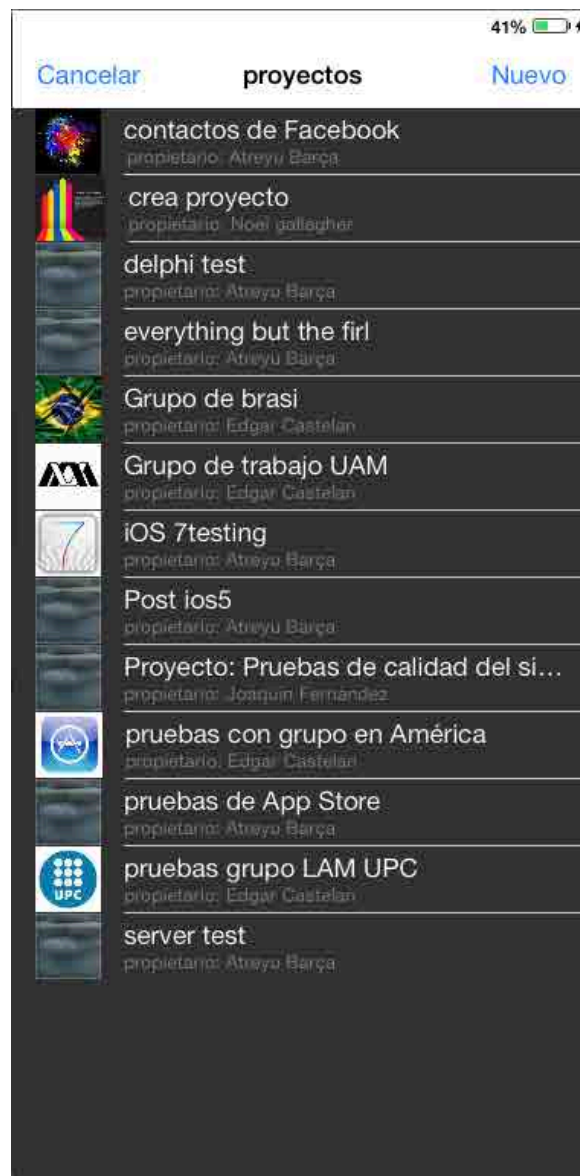 41%
Cancelar proyectos Nuevo
contactos de Facebook
propietario: Atreyu Barça
crea proyecto
propietario: Noel gallagher
delphi test
propietario: Atreyu Barça
everything but the firl
propietario: Atreyu Barça
Grupo de brasi
propietario: Edgar Castelan
Grupo de trabajo UAM
propietario: Edgar Castelan
7
iOS 7testing
propietario: Atreyu Barça
Post ios5
propietario: Atreyu Barça
Proyecto: Pruebas de calidad del si...
propietario: Joaquín Fernández
pruebas con grupo en América
propietario: Edgar Castelan
pruebas de App Store
propietario: Atreyu Barça
UPC
pruebas grupo LAM UPC
propietario: Edgar Castelan
server test
propietario: Atreyu Barça